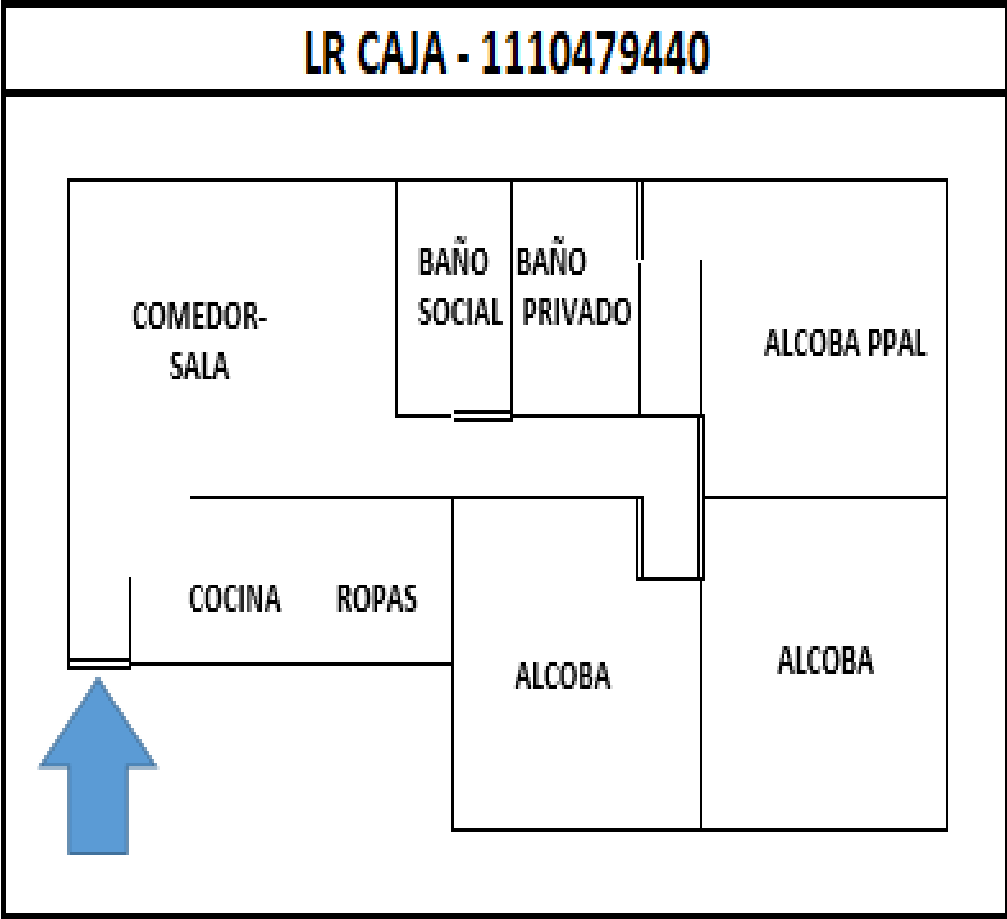 LR CAJA - 1110479440
BAÑO
SOCIAL
BAÑO
PRIVADO
COMEDOR-
SALA
ALCOBA PPAL
COCINA
ROPAS
ALCOBA
ALCOBA